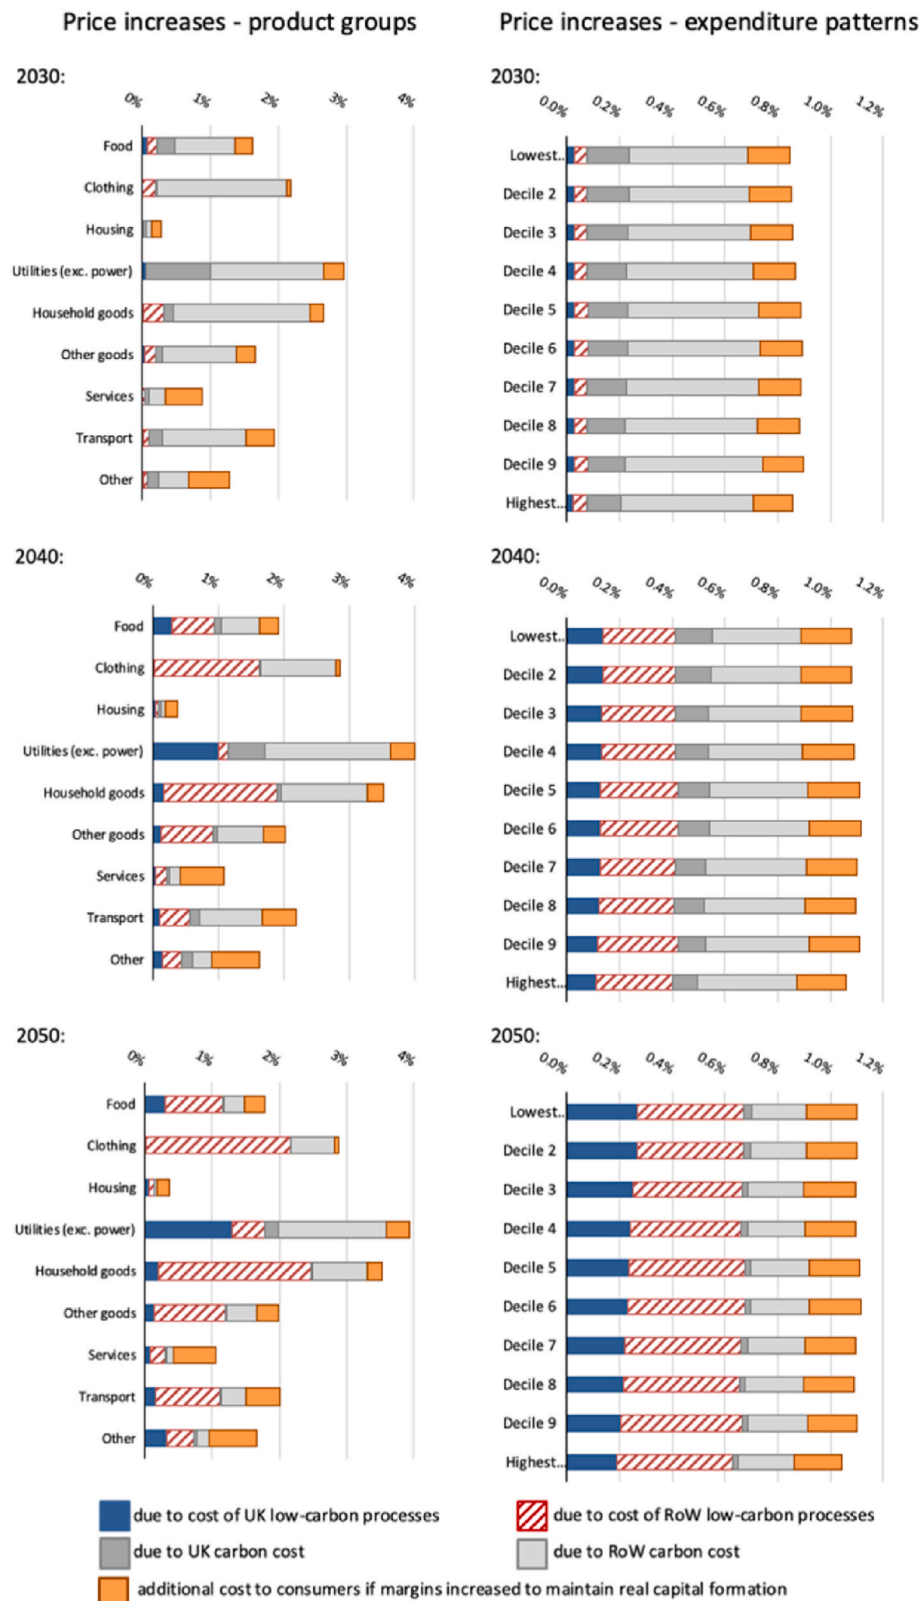 Price increases - product groups
Price increases - expenditure patterns
2030:
0% 1% 2% 3% 4%
Food
Clothing
Housing
Utilities (exc. power)
Household goods
Other goods
Services
Transport
Other
2030:
0.0% 0.2% 0.4% 0.6% 0.8% 1.0% 1.2%
Lowest..
Decile 2
Decile 3
Decile 4
Decile 5
Decile 6
Decile 7
Decile 8
Decile 9
Highest..
2040:
0% 1% 2% 3% 4%
Food
Clothing
Housing
Utilities (exc. power)
Household goods
Other goods
Services
Transport
Other
2040:
0.0% 0.2% 0.4% 0.6% 0.8% 1.0% 1.2%
Lowest..
Decile 2
Decile 3
Decile 4
Decile 5
Decile 6
Decile 7
Decile 8
Decile 9
Highest..
2050:
0% 1% 2% 3% 4%
Food
Clothing
Housing
Utilities (exc. power)
Household goods
Other goods
Services
Transport
Other
2050:
0.0% 0.2% 0.4% 0.6% 0.8% 1.0% 1.2%
Lowest..
Decile 2
Decile 3
Decile 4
Decile 5
Decile 6
Decile 7
Decile 8
Decile 9
Highest..
due to cost of UK low-carbon processes
due to cost of RoW low-carbon processes
due to UK carbon cost
due to RoW carbon cost
additional cost to consumers if margins increased to maintain real capital formation